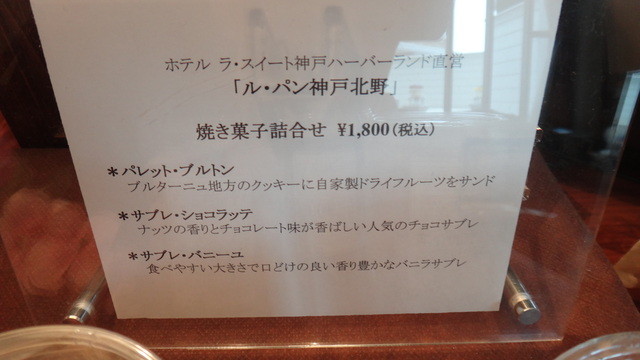 ホテル ラ・スイート神戸ハーバーランド直営
「ル・パン神戸北野」
焼き菓子詰合せ ¥1,800(税込)
＊パレット・ブルトン
ブルターニュ地方のクッキーに自家製ドライフルーツをサンド
＊サブレ・ショコラッテ
ナッツの香りとチョコレート味が香ばしい人気のチョコサブレ
＊サブレ・バニーユ
食べやすい大きさで口どけの良い香り豊かなバニラサブレ